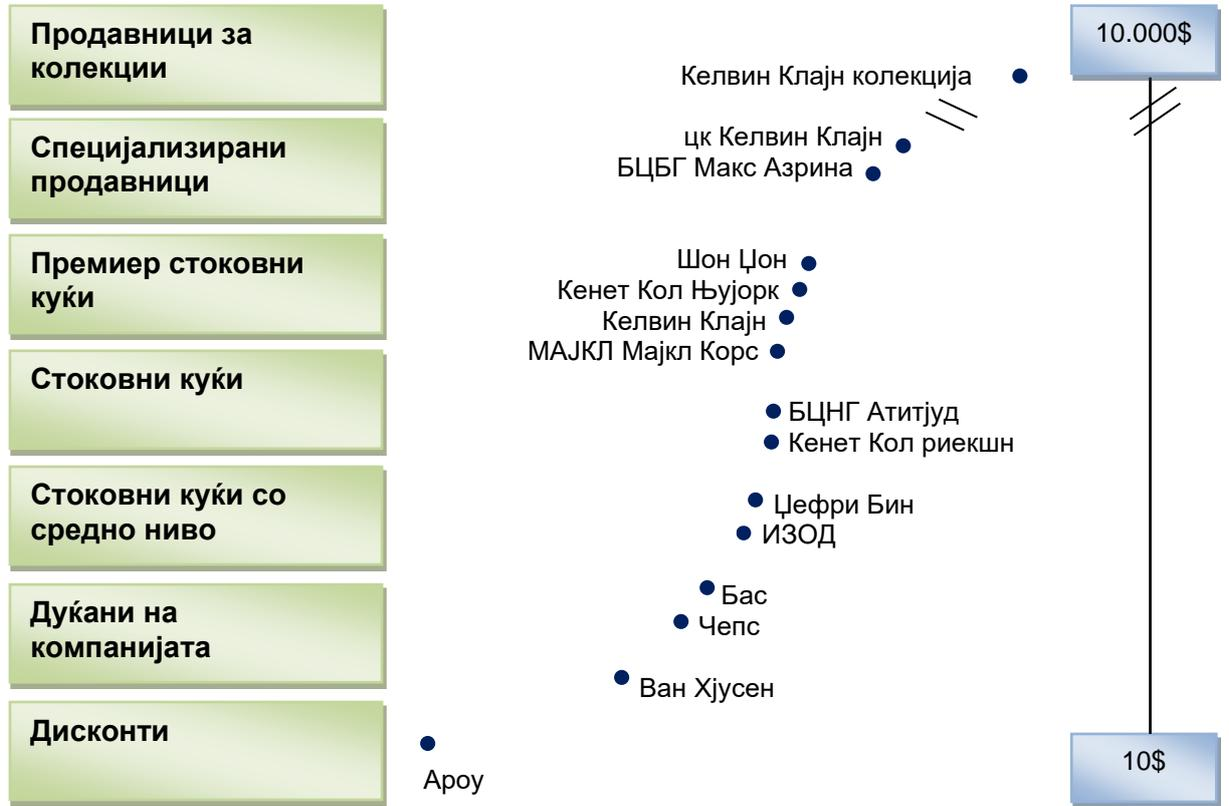 Продавници за
колекции
10.000$
Келвин Клајн колекција
Специјализирани
продавници
цк Келвин Клајн
БЦБГ Макс Азрина
Премиер стоковни
куќи
Шон Џон
Кенет Кол Њујорк
Келвин Клајн
МАЈКЛ Мајкл Корс
Стоковни куќи
БЦНГ Атитјуд
Кенет Кол риекшн
Стоковни куќи со
средно ниво
Џефри Бин
ИЗОД
Дуќани на
компанијата
Бас
Чепс
Ван Хјусен
Дисконти
Ароу
10$